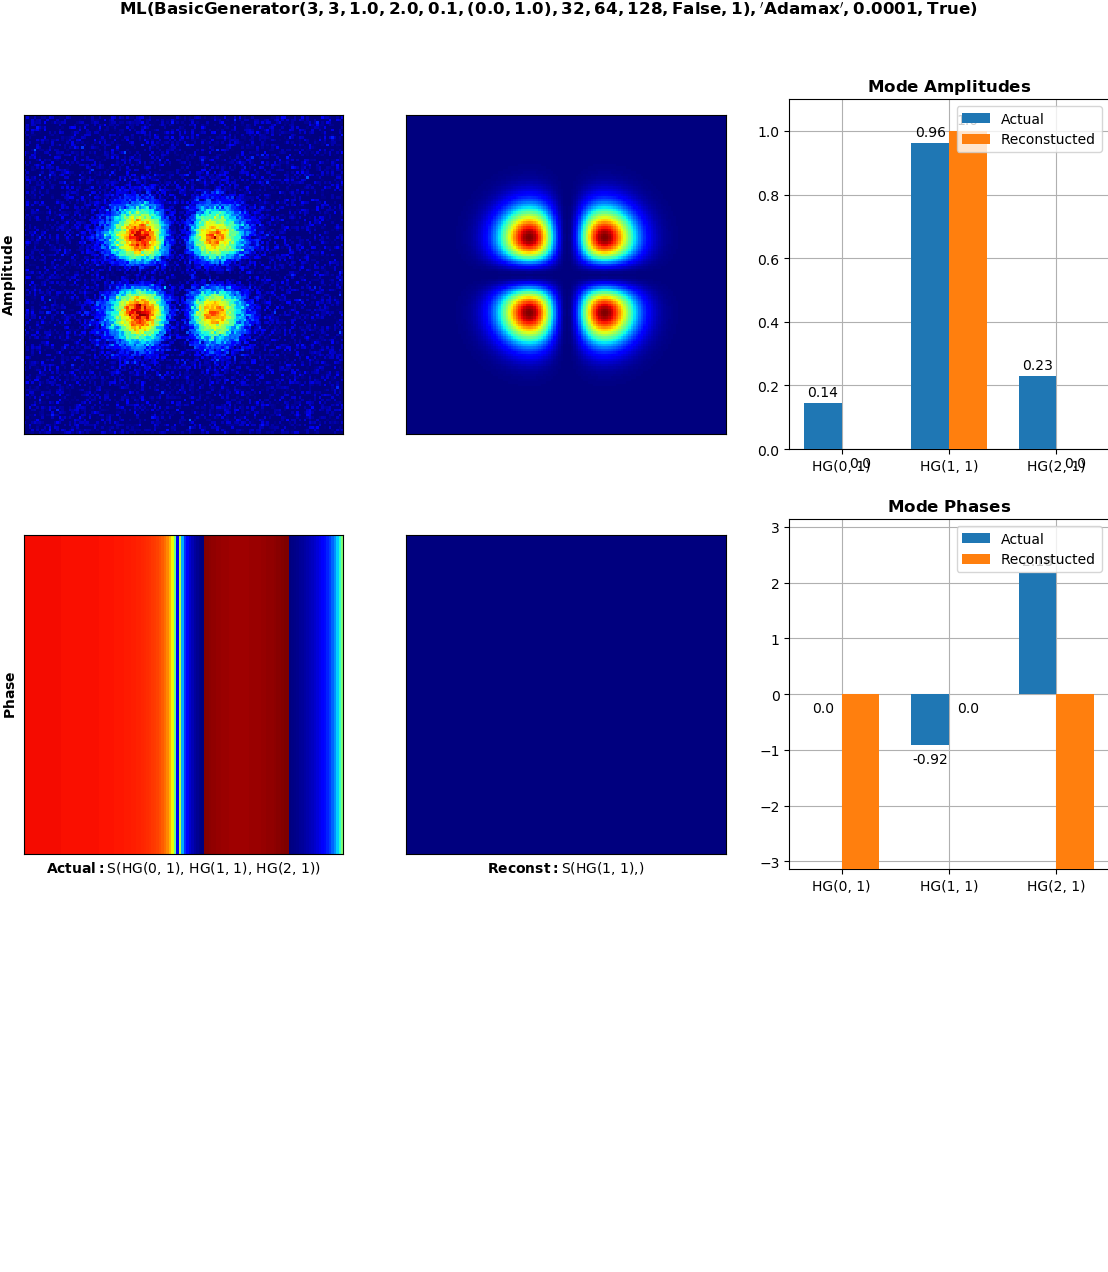 ML(BasicGenerator(3, 3, 1.0, 2.0, 0.1, (0.0, 1.0), 32, 64, 128, False, 1), 'Adamax', 0.0001, True)
Amplitude
Mode Amplitudes
Actual
Reconstucted
1.0
0.8
0.6
0.4
0.2
0.0
0.14
0.96
0.23
0.0
0.0
HG(0, 1)
HG(1, 1)
HG(2, 1)
Phase
Actual: S(HG(0, 1), HG(1, 1), HG(2, 1))
Reconst: S(HG(1, 1),)
Mode Phases
Actual
Reconstucted
3
2
1
0
−1
−2
−3
0.0
-0.92
0.0
HG(0, 1)
HG(1, 1)
HG(2, 1)